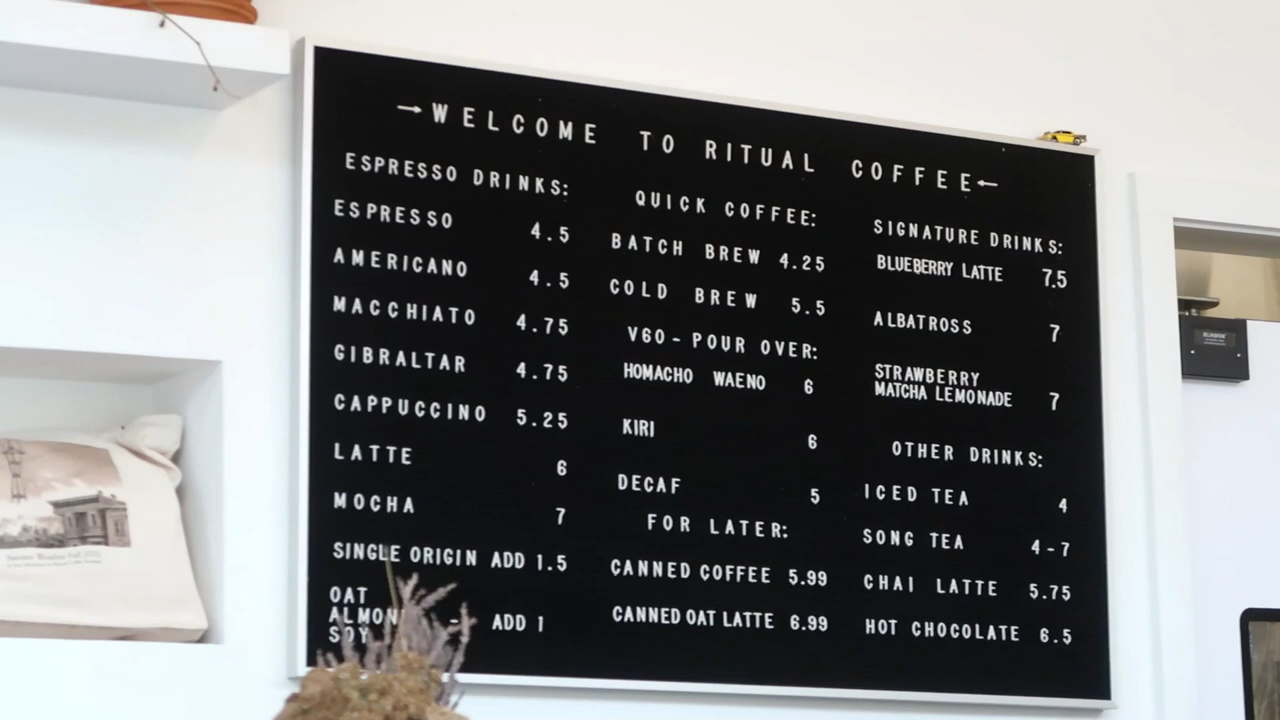 →WELCOME TO RITUAL COFFEE←
ESPRESSO DRINKS:
ESPRESSO 4.5
AMERICANO 4.5
MACCHIATO 4.75
GIBRALTAR 4.75
CAPPUCCINO 5.25
LATTE 6
MOCHA 7
SINGLE ORIGIN ADD 1.5
OAT
ALMOND - ADD 1
SOY
QUICK COFFEE:
BATCH BREW 4.25
COLD BREW 5.5
V60-POUR OVER:
HOMACHO WAENO 6
KIRI 6
DECAF 5
FOR LATER:
CANNED COFFEE 5.99
CANNED OAT LATTE 6.99
SIGNATURE DRINKS:
BLUEBERRY LATTE 7.5
ALBATROSS 7
STRAWBERRY
MATCHA LEMONADE 7
OTHER DRINKS:
ICED TEA 4
SONG TEA 4-7
CHAI LATTE 5.75
HOT CHOCOLATE 6.5